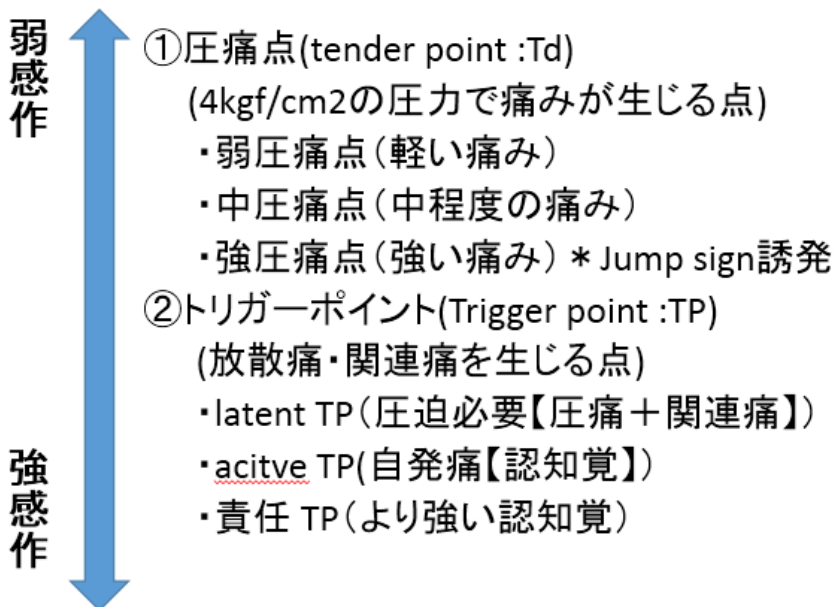 弱感作
①圧痛点(tender point :Td)
(4kgf/cm2の圧力で痛みが生じる点)
・弱圧痛点(軽い痛み)
・中圧痛点(中程度の痛み)
・強圧痛点(強い痛み)＊Jump sign誘発
②トリガーポイント(Trigger point :TP)
(放散痛・関連痛を生じる点)
・latent TP(圧迫必要【圧痛＋関連痛】)
・acitve TP(自発痛【認知覚】)
・責任 TP(より強い認知覚)
強感作